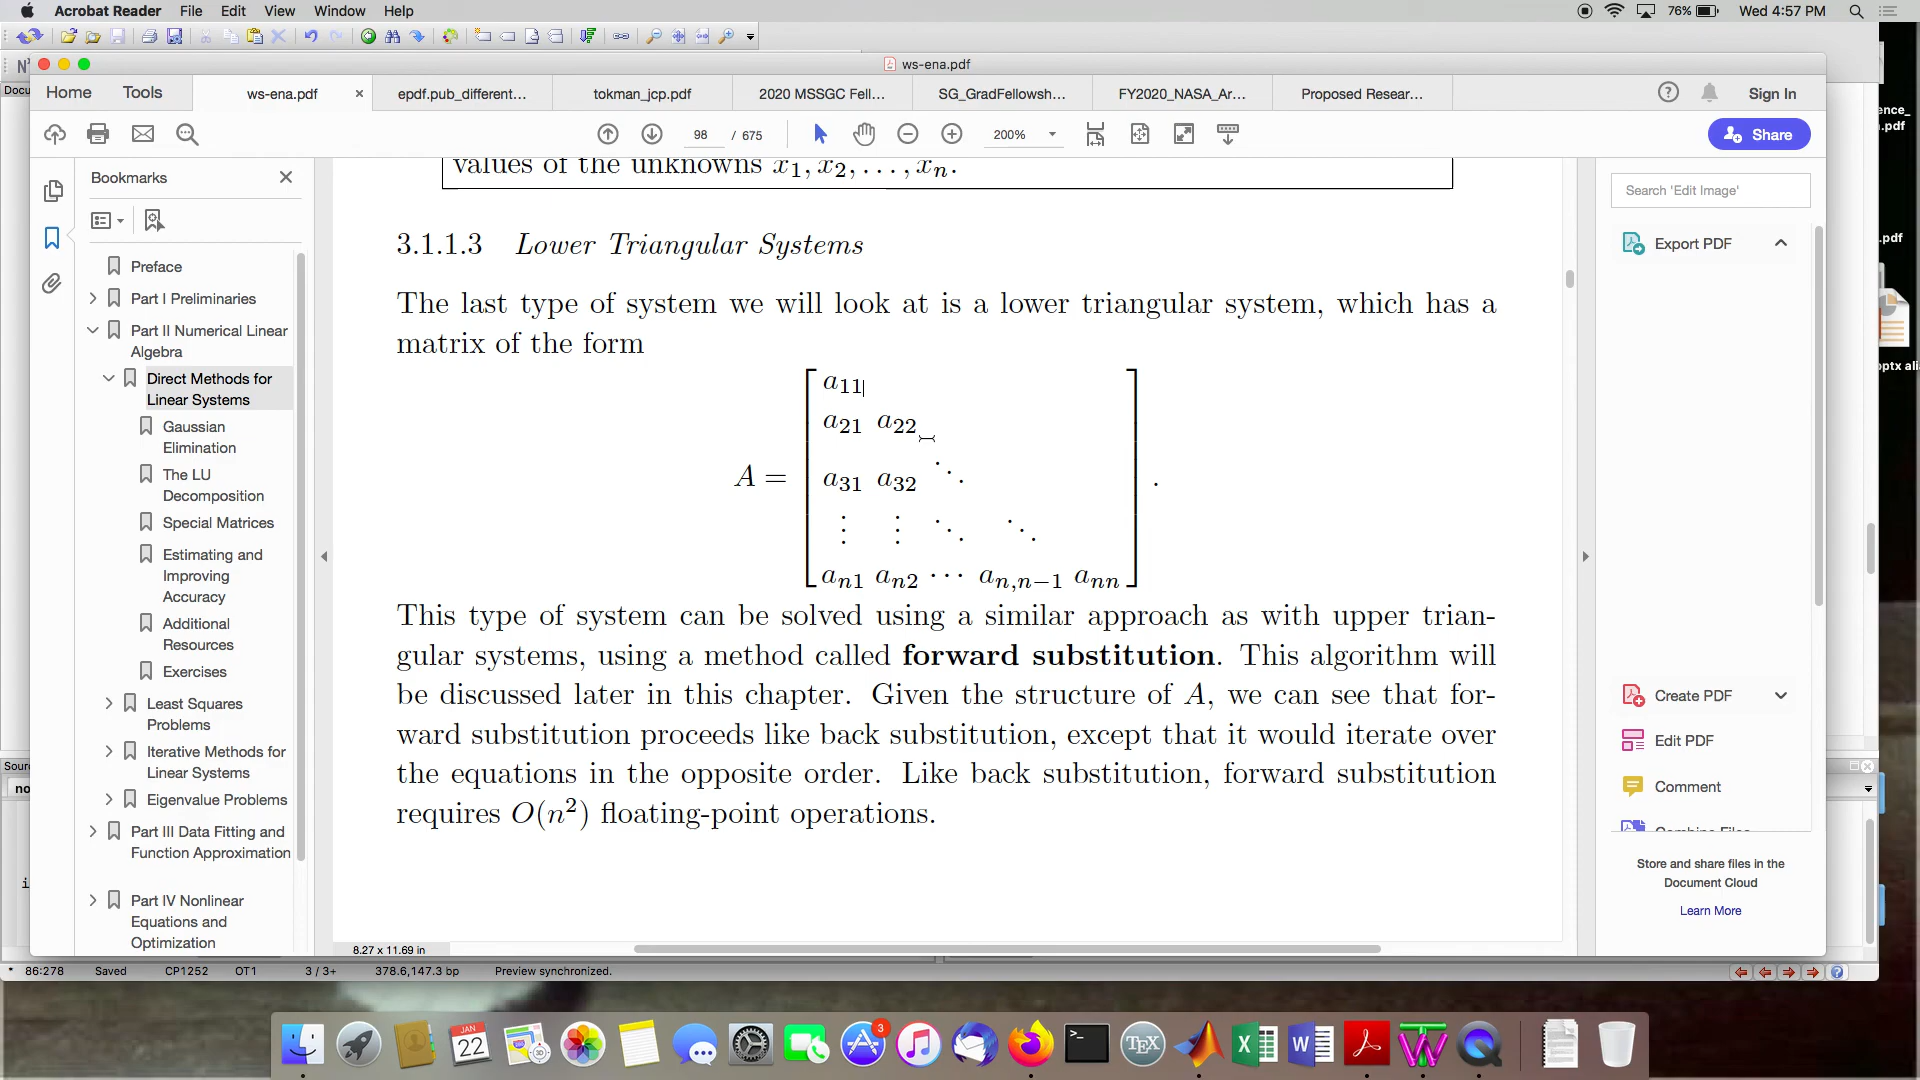 Acrobat Reader File Edit View Window Help 76% Wed 4:57 PM
ws-ena.pdf
Home Tools ws-ena.pdf epdf.pub_different... tokman_jcp.pdf 2020 MSSGC Fell... SG_GradFellowsh... FY2020_NASA_Ar... Proposed Resear... Sign In
98 / 675 200% Share
Bookmarks
Preface
Part I Preliminaries
Part II Numerical Linear
Algebra
Direct Methods for
Linear Systems
Gaussian
Elimination
The LU
Decomposition
Special Matrices
Estimating and
Improving
Accuracy
Additional
Resources
Exercises
Least Squares
Problems
Iterative Methods for
Linear Systems
Eigenvalue Problems
Part III Data Fitting and
Function Approximation
Part IV Nonlinear
Equations and
Optimization
values of the unknowns x₁, x₂, . . . , xₙ.
3.1.1.3 Lower Triangular Systems
The last type of system we will look at is a lower triangular system, which has a
matrix of the form
a₁₁
a₂₁ a₂₂
A = a₃₁ a₃₂ ⋱ .
⋮ ⋮ ⋱ ⋱
aₙ₁ aₙ₂ ⋯ aₙ,ₙ₋₁ aₙₙ
This type of system can be solved using a similar approach as with upper trian-
gular systems, using a method called forward substitution. This algorithm will
be discussed later in this chapter. Given the structure of A, we can see that for-
ward substitution proceeds like back substitution, except that it would iterate over
the equations in the opposite order. Like back substitution, forward substitution
requires O(n²) floating-point operations.
8.27 x 11.69 in
Search 'Edit Image'
Export PDF
Create PDF
Edit PDF
Comment
Combine Files
Store and share files in the
Document Cloud
Learn More
86:278 Saved CP1252 OT1 3 / 3+ 378.6,147.3 bp Preview synchronized.
JAN
22
3
TEX